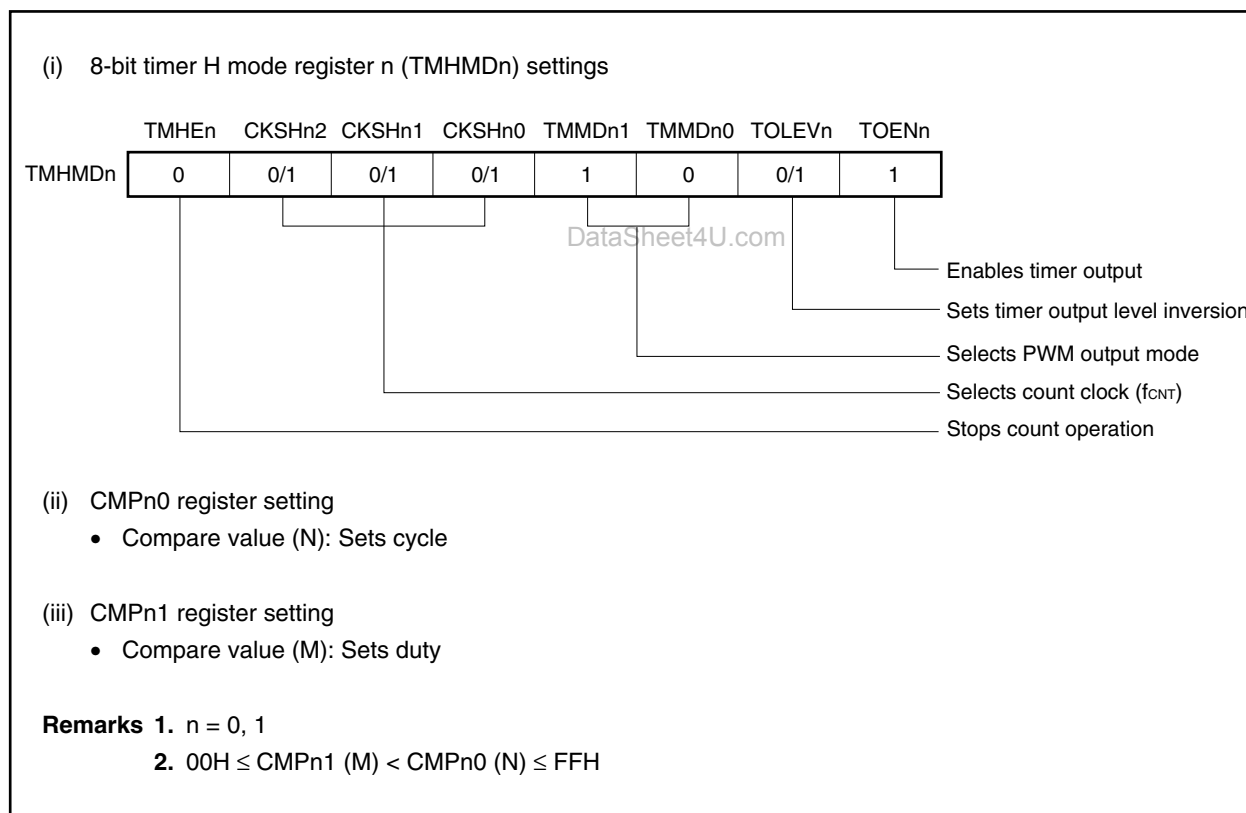 (i) 8-bit timer H mode register n (TMHMDn) settings
TMHEn CKSHn2 CKSHn1 CKSHn0 TMMDn1 TMMDn0 TOLEVn TOENn
TMHMDn 0 0/1 0/1 0/1 1 0 0/1 1
DataSheet4U.com
Enables timer output
Sets timer output level inversion
Selects PWM output mode
Selects count clock (fCNT)
Stops count operation
(ii) CMPn0 register setting
• Compare value (N): Sets cycle
(iii) CMPn1 register setting
• Compare value (M): Sets duty
Remarks 1. n = 0, 1
2. 00H ≤ CMPn1 (M) < CMPn0 (N) ≤ FFH